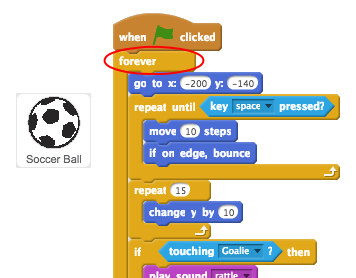 when clicked
forever
go to x: -200 y: -140
repeat until key space pressed?
move 10 steps
if on edge, bounce
repeat 15
change y by 10
if touching Goalie ? then
play sound rattle
Soccer Ball